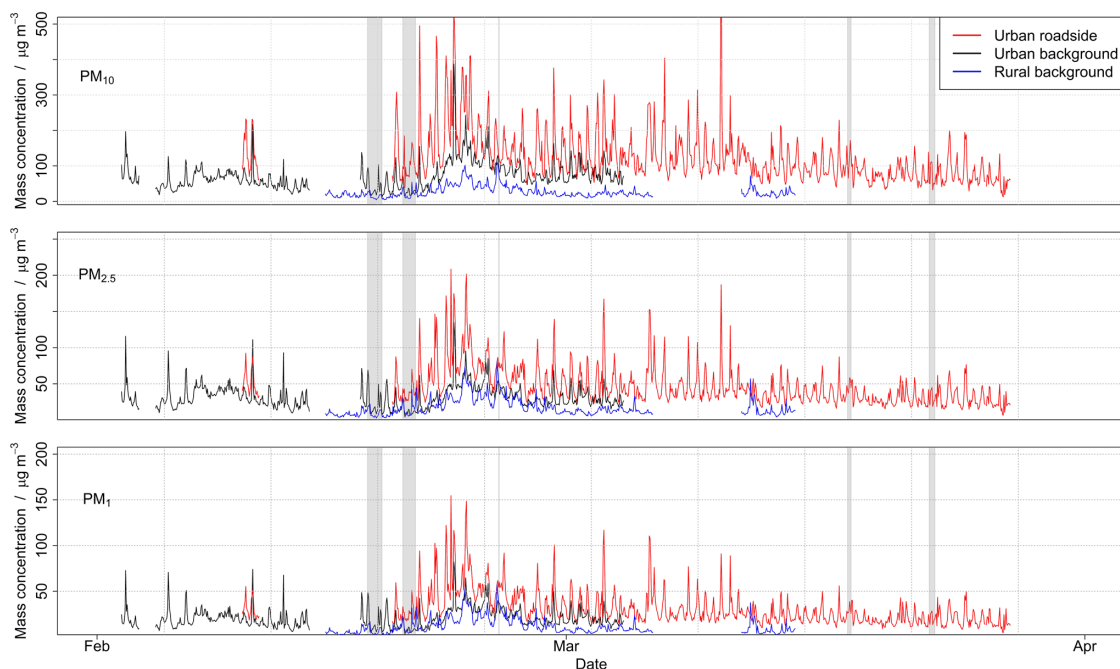 Mass concentration / μg m⁻³
500
300
100
0
PM₁₀
Urban roadside
Urban background
Rural background
Mass concentration / μg m⁻³
200
100
50
PM₂.₅
Mass concentration / μg m⁻³
200
150
100
50
PM₁
Feb
Mar
Apr
Date